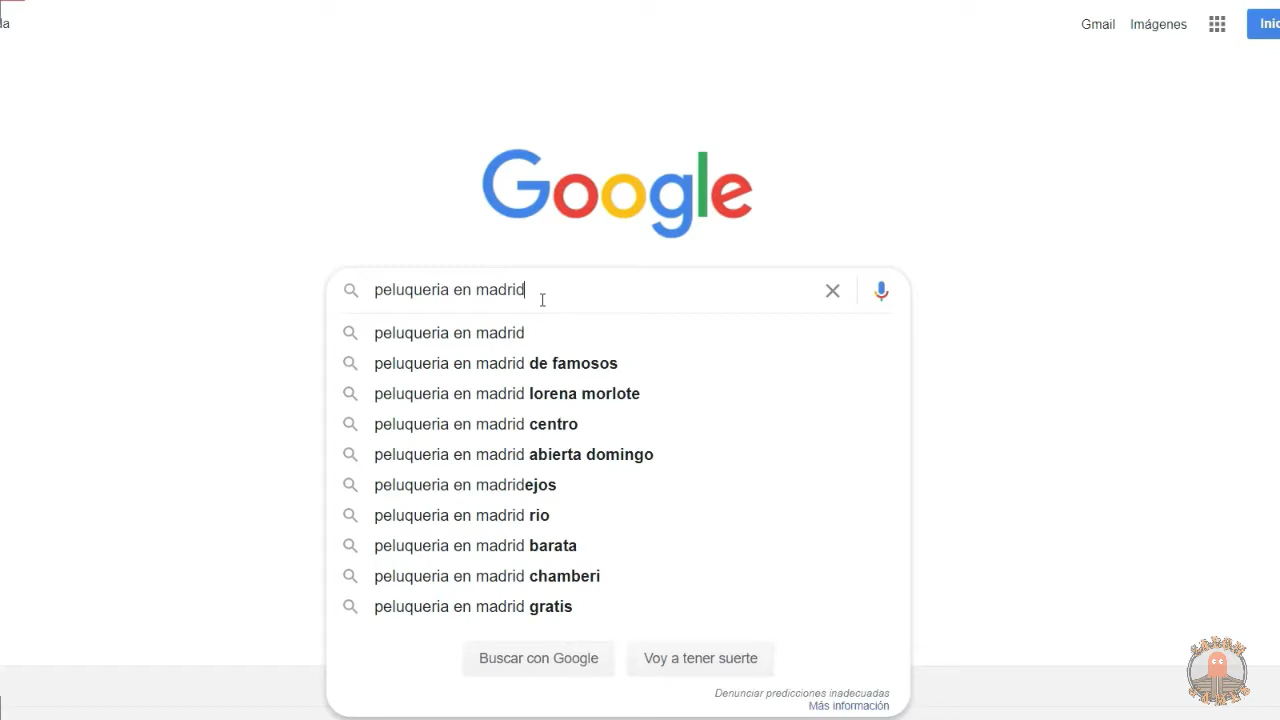 da
Gmail Imágenes
Inic
Google
peluqueria en madrid
peluqueria en madrid
peluqueria en madrid de famosos
peluqueria en madrid lorena morlote
peluqueria en madrid centro
peluqueria en madrid abierta domingo
peluqueria en madridejos
peluqueria en madrid rio
peluqueria en madrid barata
peluqueria en madrid chamberi
peluqueria en madrid gratis
Buscar con Google Voy a tener suerte
Denunciar predicciones inadecuadas
Más información